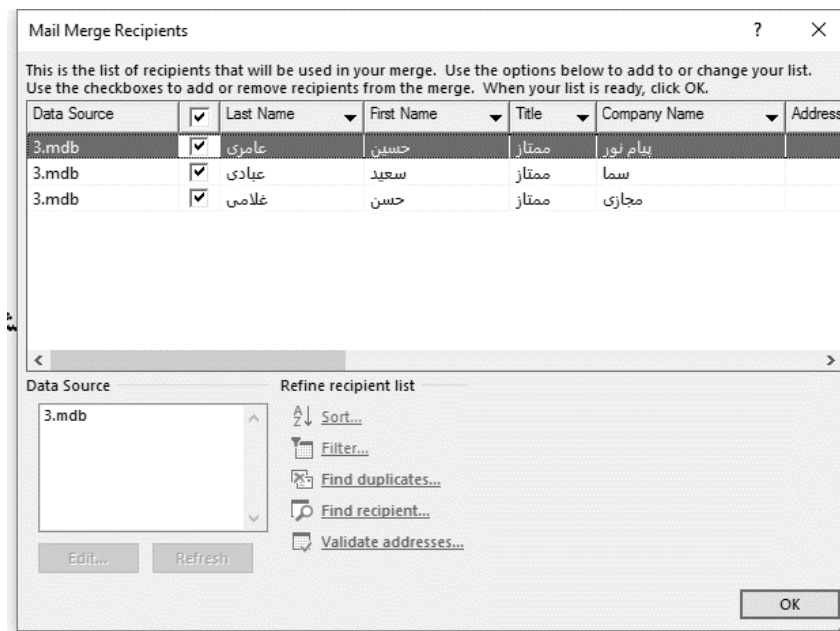 Mail Merge Recipients ?
This is the list of recipients that will be used in your merge. Use the options below to add to or change your list.
Use the checkboxes to add or remove recipients from the merge. When your list is ready, click OK.
Data Source Last Name First Name Title Company Name Address
3.mdb عامری حسین ممتاز پیام نور
3.mdb عبادی سعید ممتاز سما
3.mdb غلامی حسن ممتاز مجازی
Data Source Refine recipient list
3.mdb
Sort...
Filter...
Find duplicates...
Find recipient...
Validate addresses...
Edit... Refresh
OK